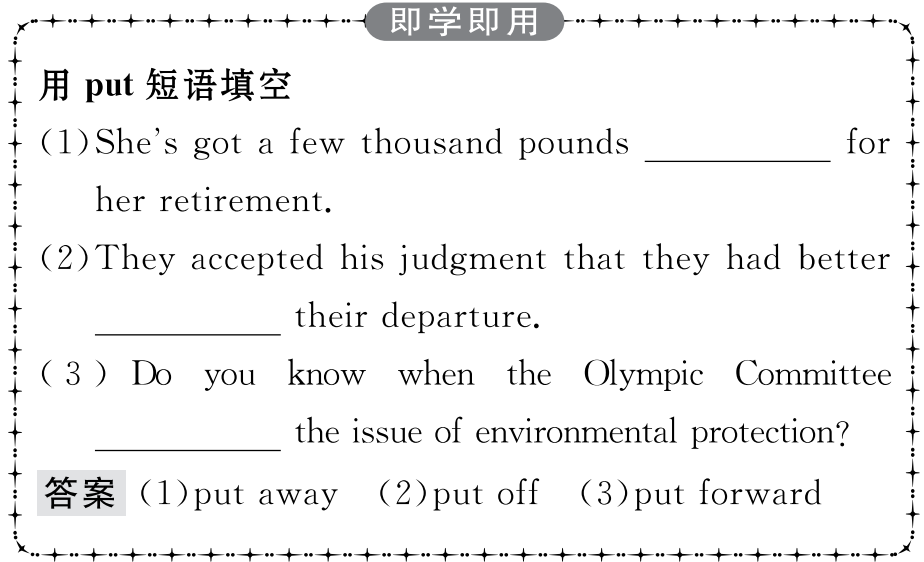 即学即用
用 put 短语填空
(1)She's got a few thousand pounds ___________ for
her retirement.
(2)They accepted his judgment that they had better
___________ their departure.
(3) Do you know when the Olympic Committee
___________ the issue of environmental protection?
答案 (1)put away (2)put off (3)put forward